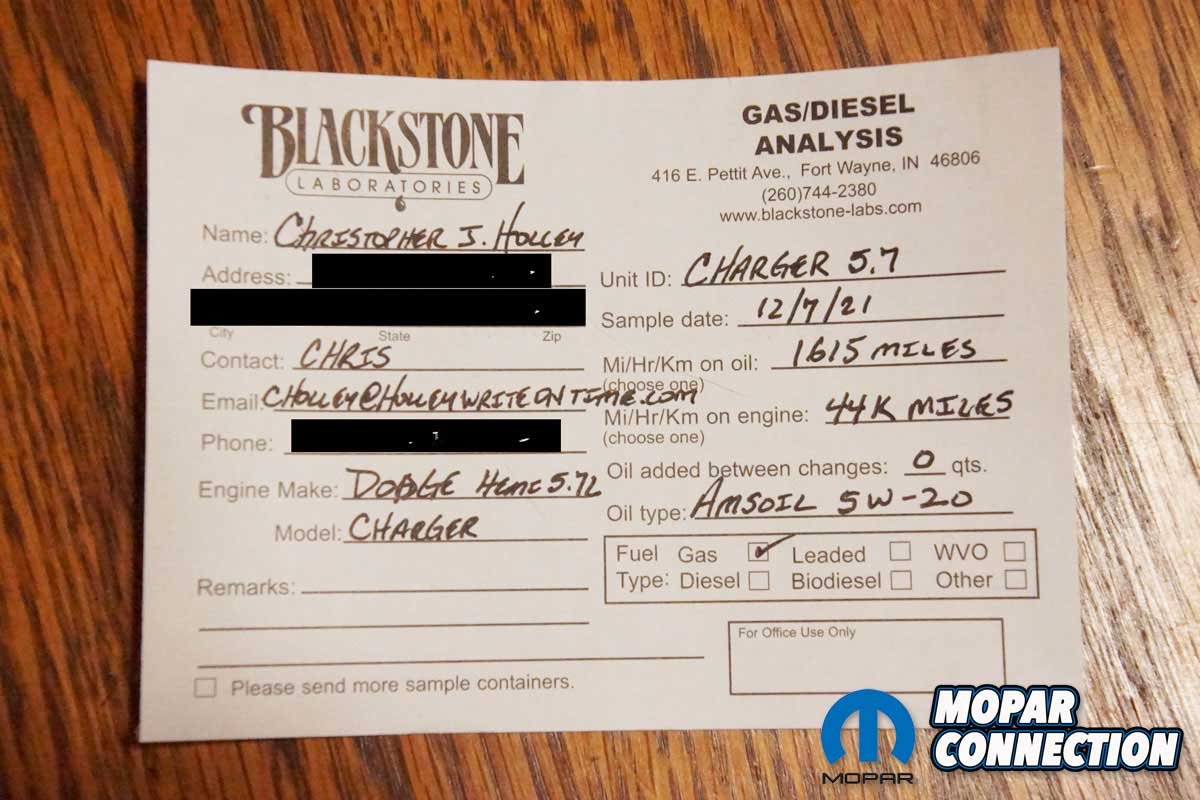 BLACKSTONE
LABORATORIES
GAS/DIESEL
ANALYSIS
416 E. Pettit Ave., Fort Wayne, IN 46806
(260)744-2380
www.blackstone-labs.com
Name: CHRISTOPHER J. HOLLEY
Address:
City State Zip
Contact: CHRIS
Email: CHOLLEY@HOLLEYWRITEONTIME.COM
Phone:
Engine Make: DODGE HEMI 5.7L
Model: CHARGER
Remarks:
Please send more sample containers.
Unit ID: CHARGER 5.7
Sample date: 12/7/21
Mi/Hr/Km on oil: 1615 MILES
(choose one)
Mi/Hr/Km on engine: 44K MILES
(choose one)
Oil added between changes: 0 qts.
Oil type: AMSOIL 5W-20
Fuel Gas Leaded WVO
Type: Diesel Biodiesel Other
For Office Use Only
MOPAR
MOPAR
CONNECTION